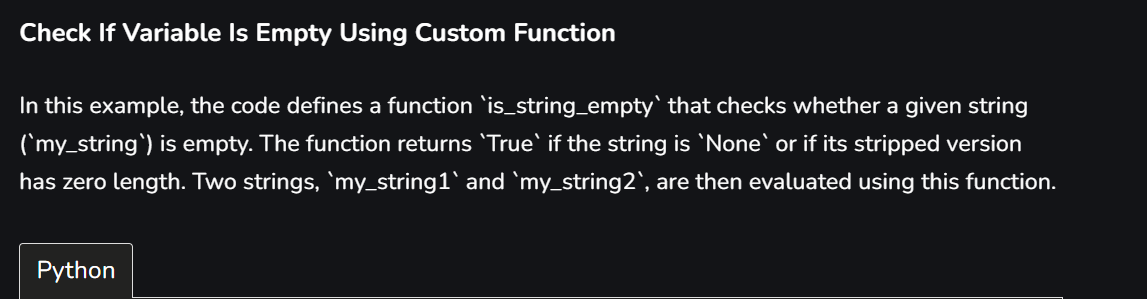 Check If Variable Is Empty Using Custom Function
In this example, the code defines a function `is_string_empty` that checks whether a given string
(`my_string`) is empty. The function returns `True` if the string is `None` or if its stripped version
has zero length. Two strings, `my_string1` and `my_string2`, are then evaluated using this function.
Python